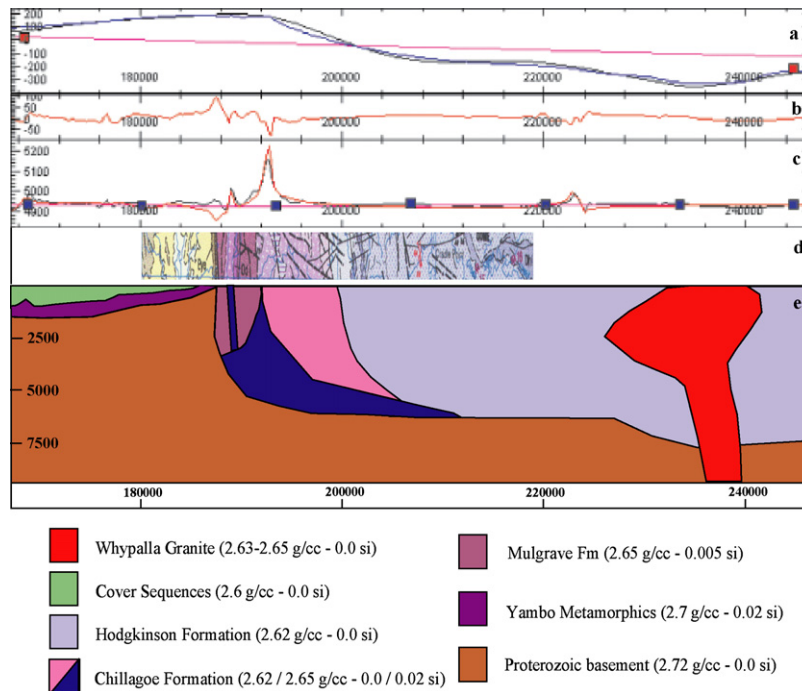 200
a
-100
-200
-300
180000 200000 220000 240000
100
b
50
0
-50
180000 200000 220000 240000
c
5200
5100
5000
4900
180000 200000 220000 240000
d
e
2500
5000
7500
180000 200000 220000 240000
Whypalla Granite (2.63-2.65 g/cc - 0.0 si)
Cover Sequences (2.6 g/cc - 0.0 si)
Hodgkinson Formation (2.62 g/cc - 0.0 si)
Chillagoe Formation (2.62 / 2.65 g/cc - 0.0 / 0.02 si)
Mulgrave Fm (2.65 g/cc - 0.005 si)
Yambo Metamorphics (2.7 g/cc - 0.02 si)
Proterozoic basement (2.72 g/cc - 0.0 si)